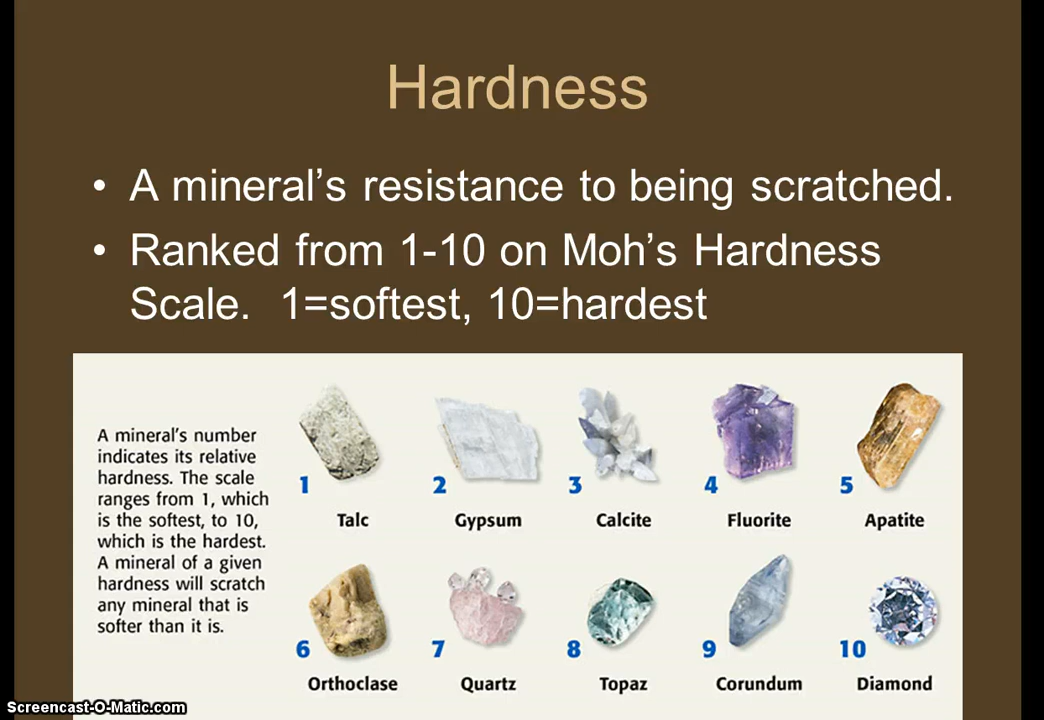 Hardness
• A mineral’s resistance to being scratched.
• Ranked from 1-10 on Moh’s Hardness
Scale.  1=softest, 10=hardest
A mineral’s number
indicates its relative
hardness. The scale
ranges from 1, which
is the softest, to 10,
which is the hardest.
A mineral of a given
hardness will scratch
any mineral that is
softer than it is.
1 2 3 4 5
Talc Gypsum Calcite Fluorite Apatite
6 7 8 9 10
Orthoclase Quartz Topaz Corundum Diamond
Screencast-O-Matic.com